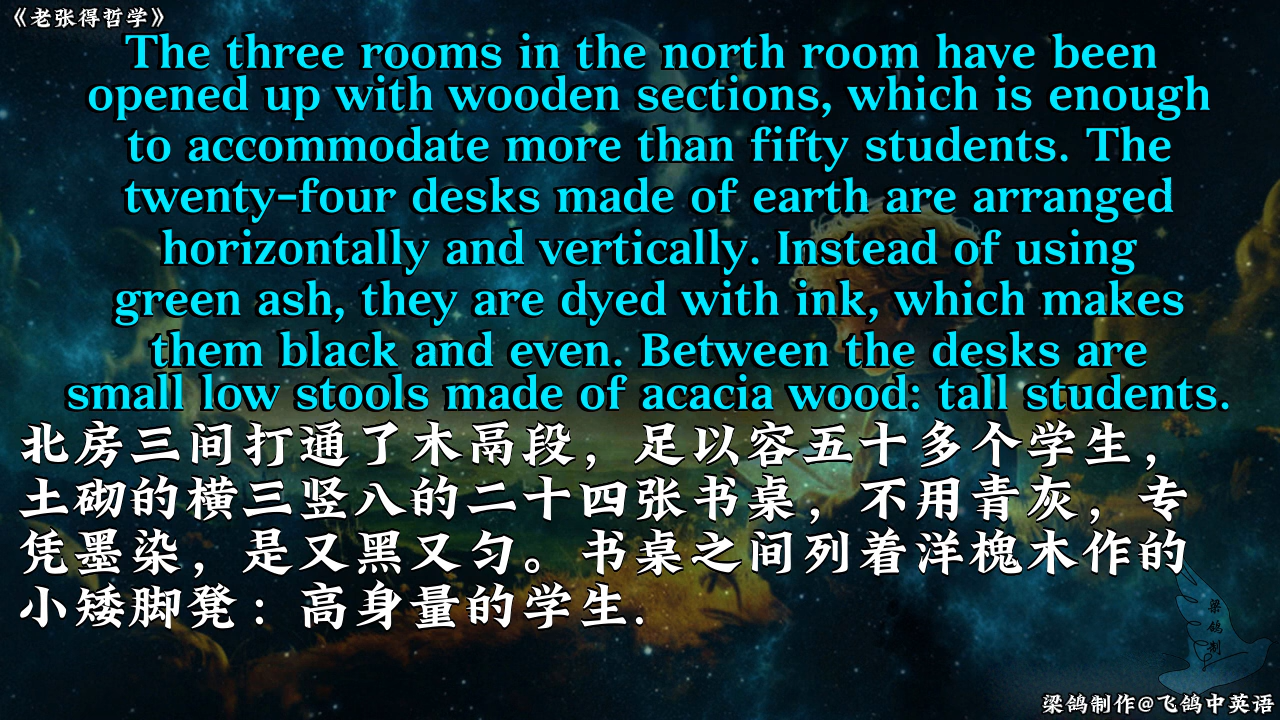 《老张得哲学》
The three rooms in the north room have been
opened up with wooden sections, which is enough
to accommodate more than fifty students. The
twenty-four desks made of earth are arranged
horizontally and vertically. Instead of using
green ash, they are dyed with ink, which makes
them black and even. Between the desks are
small low stools made of acacia wood: tall students.
北房三间打通了木鬲段，足以容五十多个学生，
土砌的横三竖八的二十四张书桌，不用青灰，专
凭墨染，是又黑又匀。书桌之间列着洋槐木作的
小矮脚凳：高身量的学生.
梁鸽制
梁鸽制作@飞鸽中英语